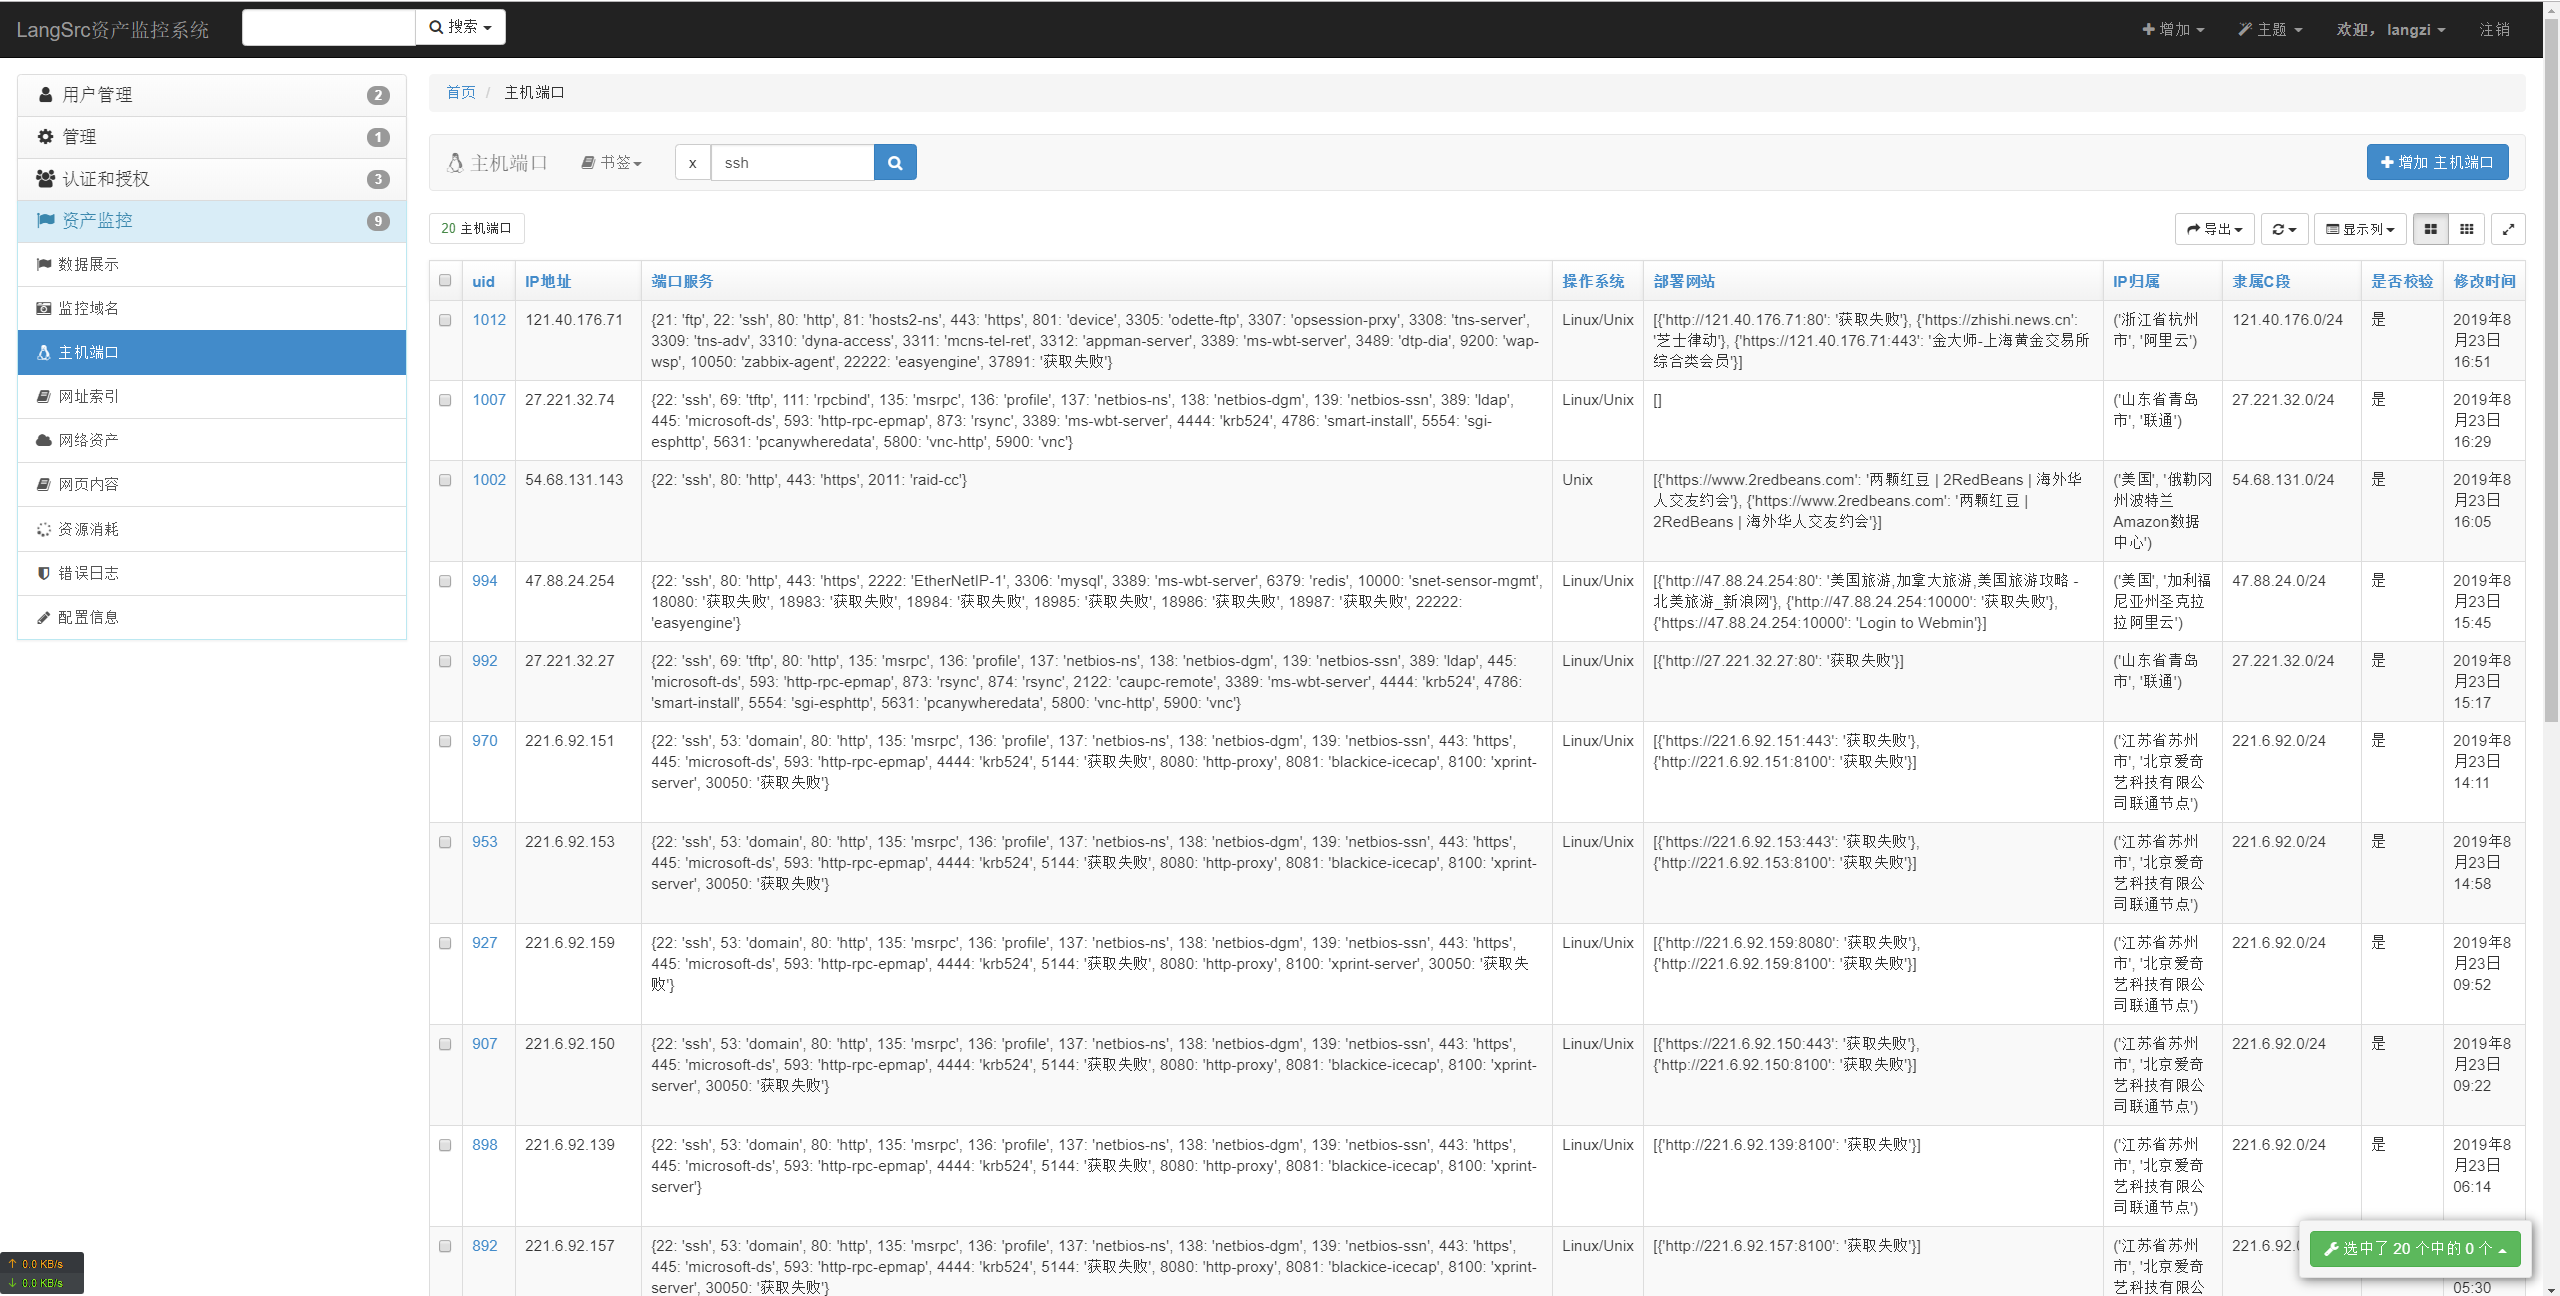 LangSrc资产监控系统
搜索
增加
主题
欢迎， langzi
注销
用户管理 2
管理 1
认证和授权 3
资产监控 9
数据展示
监控域名
主机端口
网址索引
网络资产
网页内容
资源消耗
错误日志
配置信息
首页 / 主机端口
主机端口
书签
x
ssh
增加 主机端口
20 主机端口
导出
显示列
uid IP地址 端口服务 操作系统 部署网站 IP归属 隶属C段 是否校验 修改时间
1012
121.40.176.71
{21: 'ftp', 22: 'ssh', 80: 'http', 81: 'hosts2-ns', 443: 'https', 801: 'device', 3305: 'odette-ftp', 3307: 'opsession-prxy', 3308: 'tns-server',
3309: 'tns-adv', 3310: 'dyna-access', 3311: 'mcns-tel-ret', 3312: 'appman-server', 3389: 'ms-wbt-server', 3489: 'dtp-dia', 9200: 'wap-
wsp', 10050: 'zabbix-agent', 22222: 'easyengine', 37891: '获取失败'}
Linux/Unix
[{'http://121.40.176.71:80': '获取失败'}, {'https://zhishi.news.cn':
'芝士律动'}, {'https://121.40.176.71:443': '金大师-上海黄金交易所
综合类会员'}]
('浙江省杭州
市', '阿里云')
121.40.176.0/24
是
2019年8
月23日
16:51
1007
27.221.32.74
{22: 'ssh', 69: 'tftp', 111: 'rpcbind', 135: 'msrpc', 136: 'profile', 137: 'netbios-ns', 138: 'netbios-dgm', 139: 'netbios-ssn', 389: 'ldap',
445: 'microsoft-ds', 593: 'http-rpc-epmap', 873: 'rsync', 3389: 'ms-wbt-server', 4444: 'krb524', 4786: 'smart-install', 5554: 'sgi-
esphttp', 5631: 'pcanywheredata', 5800: 'vnc-http', 5900: 'vnc'}
Linux/Unix
[]
('山东省青岛
市', '联通')
27.221.32.0/24
是
2019年8
月23日
16:29
1002
54.68.131.143
{22: 'ssh', 80: 'http', 443: 'https', 2011: 'raid-cc'}
Unix
[{'https://www.2redbeans.com': '两颗红豆 | 2RedBeans | 海外华
人交友约会'}, {'https://www.2redbeans.com': '两颗红豆 |
2RedBeans | 海外华人交友约会'}]
('美国', '俄勒冈
州波特兰
Amazon数据
中心')
54.68.131.0/24
是
2019年8
月23日
16:05
994
47.88.24.254
{22: 'ssh', 80: 'http', 443: 'https', 2222: 'EtherNetIP-1', 3306: 'mysql', 3389: 'ms-wbt-server', 6379: 'redis', 10000: 'snet-sensor-mgmt',
18080: '获取失败', 18983: '获取失败', 18984: '获取失败', 18985: '获取失败', 18986: '获取失败', 18987: '获取失败', 22222:
'easyengine'}
Linux/Unix
[{'http://47.88.24.254:80': '美国旅游,加拿大旅游,美国旅游攻略 -
北美旅游_新浪网'}, {'http://47.88.24.254:10000': '获取失败'},
{'https://47.88.24.254:10000': 'Login to Webmin'}]
('美国', '加利福
尼亚州圣克拉
拉阿里云')
47.88.24.0/24
是
2019年8
月23日
15:45
992
27.221.32.27
{22: 'ssh', 69: 'tftp', 80: 'http', 135: 'msrpc', 136: 'profile', 137: 'netbios-ns', 138: 'netbios-dgm', 139: 'netbios-ssn', 389: 'ldap', 445:
'microsoft-ds', 593: 'http-rpc-epmap', 873: 'rsync', 874: 'rsync', 2122: 'caupc-remote', 3389: 'ms-wbt-server', 4444: 'krb524', 4786:
'smart-install', 5554: 'sgi-esphttp', 5631: 'pcanywheredata', 5800: 'vnc-http', 5900: 'vnc'}
Linux/Unix
[{'http://27.221.32.27:80': '获取失败'}]
('山东省青岛
市', '联通')
27.221.32.0/24
是
2019年8
月23日
15:17
970
221.6.92.151
{22: 'ssh', 53: 'domain', 80: 'http', 135: 'msrpc', 136: 'profile', 137: 'netbios-ns', 138: 'netbios-dgm', 139: 'netbios-ssn', 443: 'https',
445: 'microsoft-ds', 593: 'http-rpc-epmap', 4444: 'krb524', 5144: '获取失败', 8080: 'http-proxy', 8081: 'blackice-icecap', 8100: 'xprint-
server', 30050: '获取失败'}
Linux/Unix
[{'https://221.6.92.151:443': '获取失败'},
{'http://221.6.92.151:8100': '获取失败'}]
('江苏省苏州
市', '北京爱奇
艺科技有限公
司联通节点')
221.6.92.0/24
是
2019年8
月23日
14:11
953
221.6.92.153
{22: 'ssh', 53: 'domain', 80: 'http', 135: 'msrpc', 136: 'profile', 137: 'netbios-ns', 138: 'netbios-dgm', 139: 'netbios-ssn', 443: 'https',
445: 'microsoft-ds', 593: 'http-rpc-epmap', 4444: 'krb524', 5144: '获取失败', 8080: 'http-proxy', 8081: 'blackice-icecap', 8100: 'xprint-
server', 30050: '获取失败'}
Linux/Unix
[{'https://221.6.92.153:443': '获取失败'},
{'http://221.6.92.153:8100': '获取失败'}]
('江苏省苏州
市', '北京爱奇
艺科技有限公
司联通节点')
221.6.92.0/24
是
2019年8
月23日
14:58
927
221.6.92.159
{22: 'ssh', 53: 'domain', 80: 'http', 135: 'msrpc', 136: 'profile', 137: 'netbios-ns', 138: 'netbios-dgm', 139: 'netbios-ssn', 443: 'https',
445: 'microsoft-ds', 593: 'http-rpc-epmap', 4444: 'krb524', 5144: '获取失败', 8080: 'http-proxy', 8100: 'xprint-server', 30050: '获取失
败'}
Linux/Unix
[{'http://221.6.92.159:8080': '获取失败'},
{'http://221.6.92.159:8100': '获取失败'}]
('江苏省苏州
市', '北京爱奇
艺科技有限公
司联通节点')
221.6.92.0/24
是
2019年8
月23日
09:52
907
221.6.92.150
{22: 'ssh', 53: 'domain', 80: 'http', 135: 'msrpc', 136: 'profile', 137: 'netbios-ns', 138: 'netbios-dgm', 139: 'netbios-ssn', 443: 'https',
445: 'microsoft-ds', 593: 'http-rpc-epmap', 4444: 'krb524', 5144: '获取失败', 8080: 'http-proxy', 8081: 'blackice-icecap', 8100: 'xprint-
server', 30050: '获取失败'}
Linux/Unix
[{'https://221.6.92.150:443': '获取失败'},
{'http://221.6.92.150:8100': '获取失败'}]
('江苏省苏州
市', '北京爱奇
艺科技有限公
司联通节点')
221.6.92.0/24
是
2019年8
月23日
09:22
898
221.6.92.139
{22: 'ssh', 53: 'domain', 80: 'http', 135: 'msrpc', 136: 'profile', 137: 'netbios-ns', 138: 'netbios-dgm', 139: 'netbios-ssn', 443: 'https',
445: 'microsoft-ds', 593: 'http-rpc-epmap', 4444: 'krb524', 5144: '获取失败', 8080: 'http-proxy', 8081: 'blackice-icecap', 8100: 'xprint-
server'}
Linux/Unix
[{'http://221.6.92.139:8100': '获取失败'}]
('江苏省苏州
市', '北京爱奇
艺科技有限公
司联通节点')
221.6.92.0/24
是
2019年8
月23日
06:14
892
221.6.92.157
{22: 'ssh', 53: 'domain', 80: 'http', 135: 'msrpc', 136: 'profile', 137: 'netbios-ns', 138: 'netbios-dgm', 139: 'netbios-ssn', 443: 'https',
445: 'microsoft-ds', 593: 'http-rpc-epmap', 4444: 'krb524', 5144: '获取失败', 8080: 'http-proxy', 8081: 'blackice-icecap', 8100: 'xprint-
server', 30050: '获取失败'}
Linux/Unix
[{'http://221.6.92.157:8100': '获取失败'}]
('江苏省苏州
市', '北京爱奇
艺科技有限公
221.6.92.
05:30
选中了 20 个中的 0 个
↑ 0.0 KB/s
↓ 0.0 KB/s